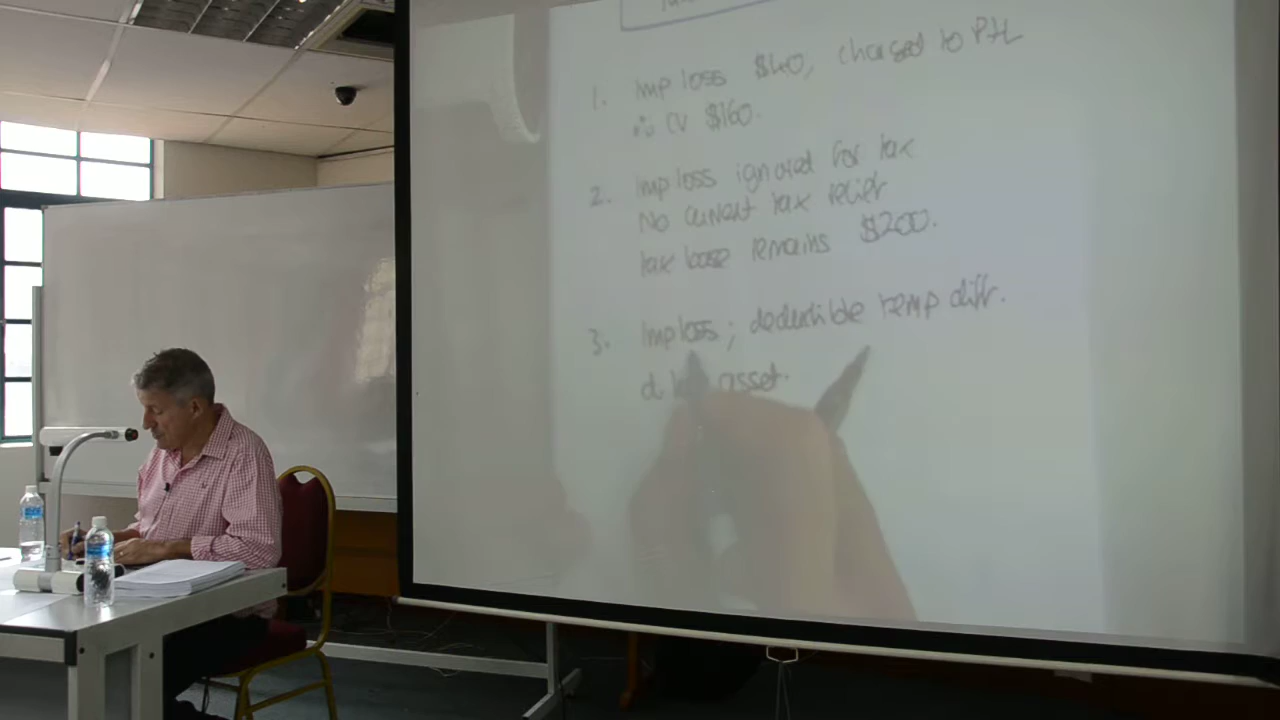 1. Imp loss $40, charged to P+L
∴ CV $160.
2. Imp loss ignored for tax
No current tax relief
tax base remains $200.
3. Imp loss; deductible temp diff.
d asset.